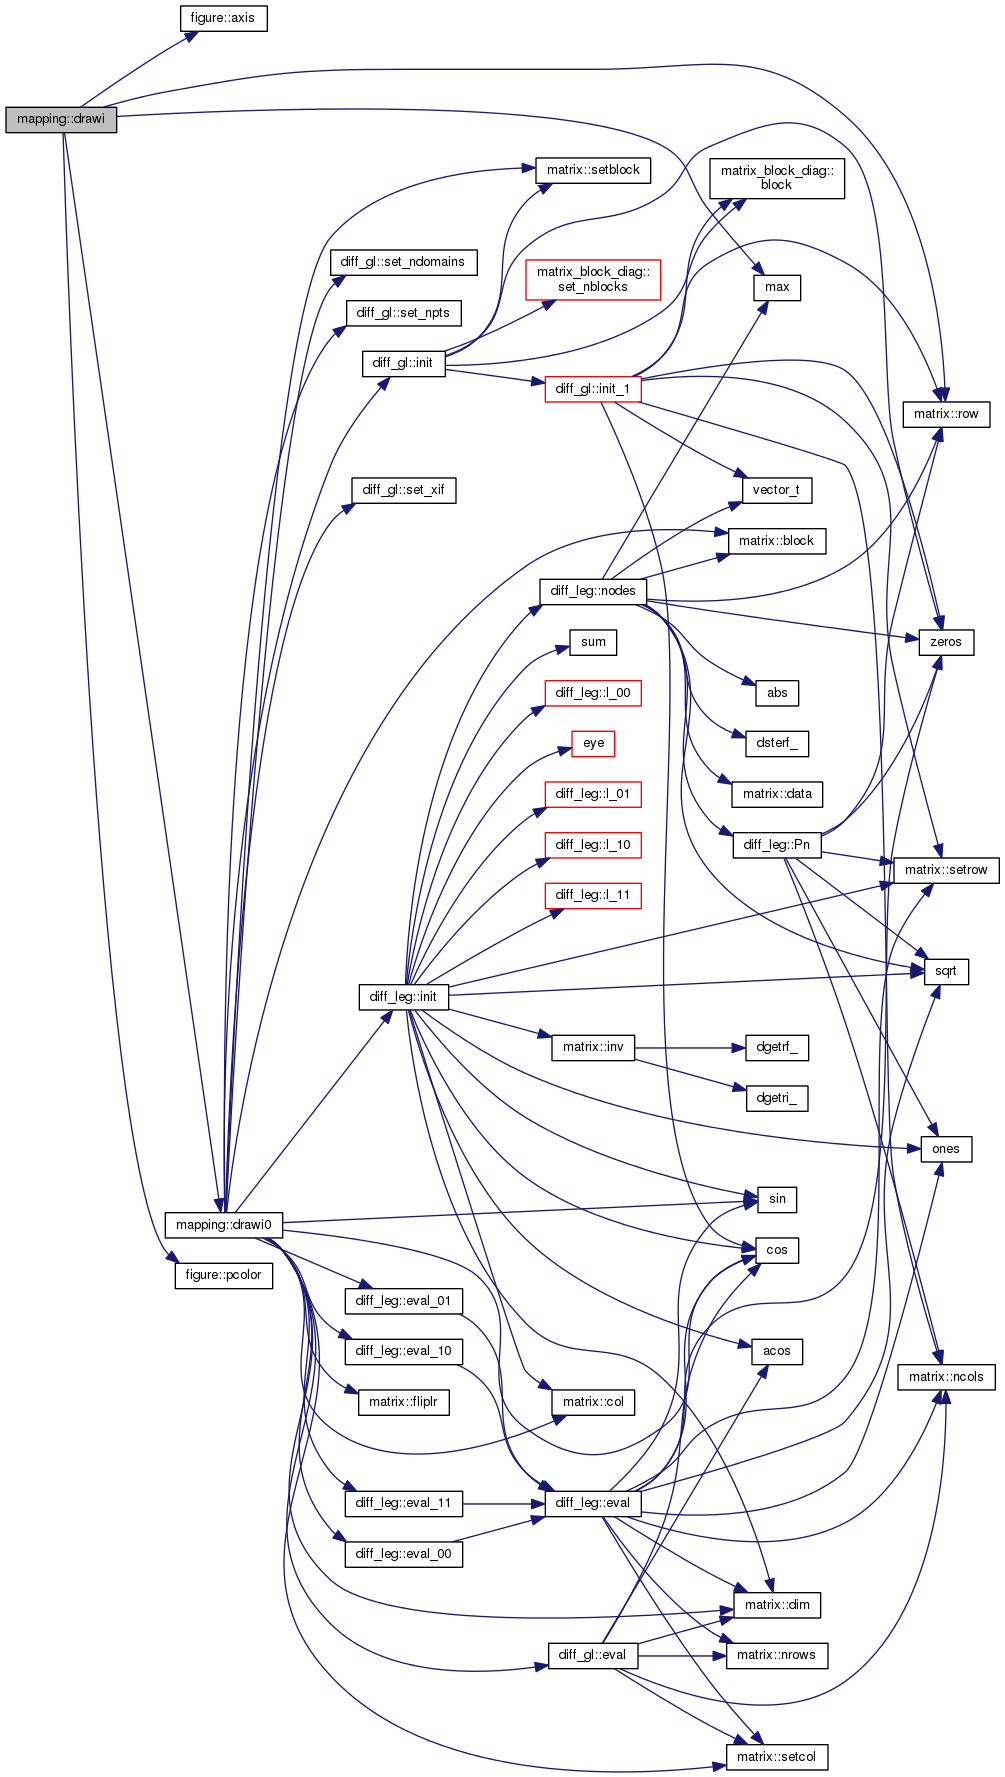 figure::axis
mapping::drawi
matrix::setblock
matrix_block_diag::
block
diff_gl::set_ndomains
matrix_block_diag::
set_nblocks
max
diff_gl::set_npts
diff_gl::init
diff_gl::init_1
matrix::row
diff_gl::set_xif
vector_t
matrix::block
diff_leg::nodes
sum
zeros
diff_leg::l_00
abs
eye
dsterf_
diff_leg::l_01
matrix::data
diff_leg::l_10
diff_leg::Pn
matrix::setrow
diff_leg::l_11
sqrt
diff_leg::init
matrix::inv
dgetrf_
dgetri_
ones
sin
mapping::drawi0
cos
figure::pcolor
diff_leg::eval_01
diff_leg::eval_10
acos
matrix::ncols
matrix::fliplr
matrix::col
diff_leg::eval_11
diff_leg::eval
diff_leg::eval_00
matrix::dim
diff_gl::eval
matrix::nrows
matrix::setcol